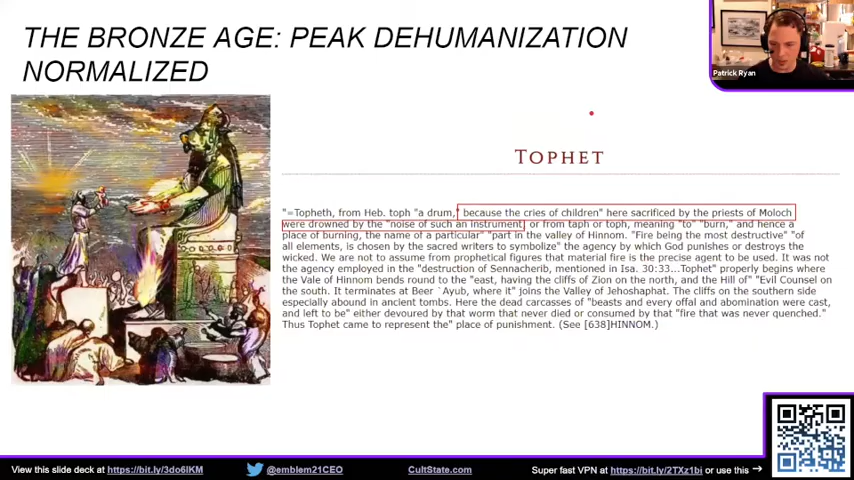 THE BRONZE AGE: PEAK DEHUMANIZATION
NORMALIZED
Patrick Ryan
TOPHET
"=Topheth, from Heb. toph "a drum," because the cries of children" here sacrificed by the priests of Moloch
were drowned by the "noise of such an instrument, or from taph or toph, meaning "to" "burn," and hence a
place of burning, the name of a particular" "part in the valley of Hinnom. "Fire being the most destructive" "of
all elements, is chosen by the sacred writers to symbolize" the agency by which God punishes or destroys the
wicked. We are not to assume from prophetical figures that material fire is the precise agent to be used. It was not
the agency employed in the "destruction of Sennacherib, mentioned in Isa. 30:33...Tophet" properly begins where
the Vale of Hinnom bends round to the "east, having the cliffs of Zion on the north, and the Hill of" "Evil Counsel on
the south. It terminates at Beer `Ayub, where it" joins the Valley of Jehoshaphat. The cliffs on the southern side
especially abound in ancient tombs. Here the dead carcasses of "beasts and every offal and abomination were cast,
and left to be" either devoured by that worm that never died or consumed by that "fire that was never quenched."
Thus Tophet came to represent the" place of punishment. (See [638]HINNOM.)
View this slide deck at https://bit.ly/3do6IKM
@emblem21CEO
CultState.com
Super fast VPN at https://bit.ly/2TXz1bi or use this →